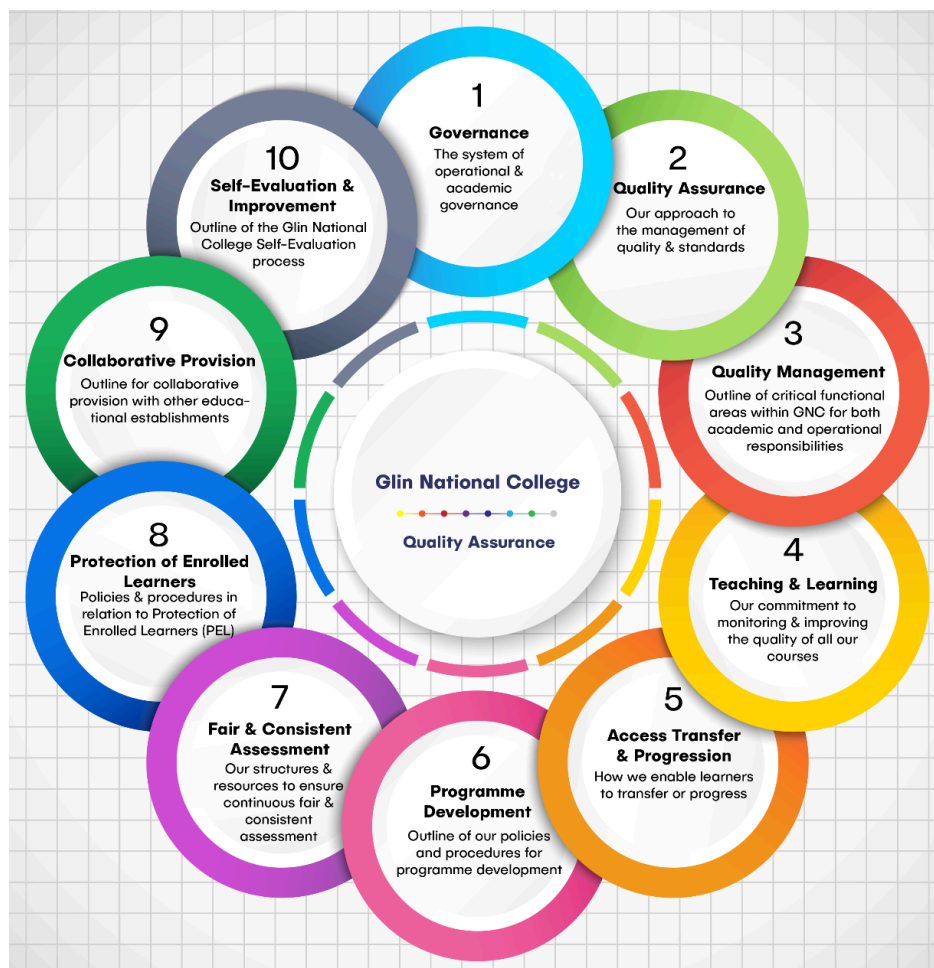 1
Governance
The system of
operational &
academic
governance
2
Quality Assurance
Our approach to
the management of
quality & standards
3
Quality Management
Outline of critical functional
areas within GNC for both
academic and operational
responsibilities
4
Teaching & Learning
Our commitment to
monitoring & improving
the quality of all our
courses
5
Access Transfer
& Progression
How we enable learners
to transfer or progress
6
Programme
Development
Outline of our policies
and procedures for
programme development
7
Fair & Consistent
Assessment
Our structures &
resources to ensure
continuous fair &
consistent
assessment
8
Protection of Enrolled
Learners
Policies & procedures in
relation to Protection of
Enrolled Learners (PEL)
9
Collaborative Provision
Outline for collaborative
provision with other educa-
tional establishments
10
Self-Evaluation &
Improvement
Outline of the Glin National
College Self-Evaluation
process
Glin National College
Quality Assurance